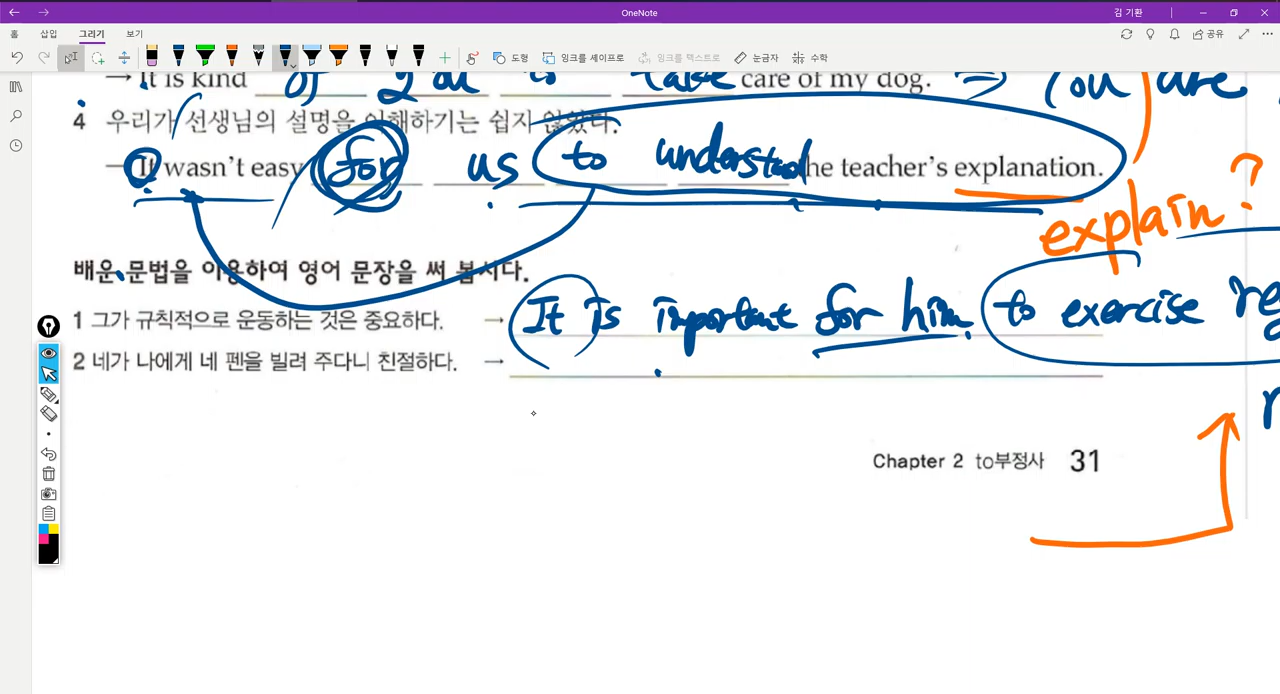 OneNote
김 기환
홈 삽입 그리기 보기
공유
도형 잉크를 셰이프로 잉크를 텍스트로 눈금자 수학
→ It is kind of you to take care of my dog. ⇒ You are
4 우리가 선생님의 설명을 이해하기는 쉽지 않았다.
It wasn't easy for us to understand the teacher's explanation.
explain?
배운 문법을 이용하여 영어 문장을 써 봅시다.
1 그가 규칙적으로 운동하는 것은 중요하다. → It is important for him to exercise
2 네가 나에게 네 펜을 빌려 주다니 친절하다. →
Chapter 2 to부정사 31